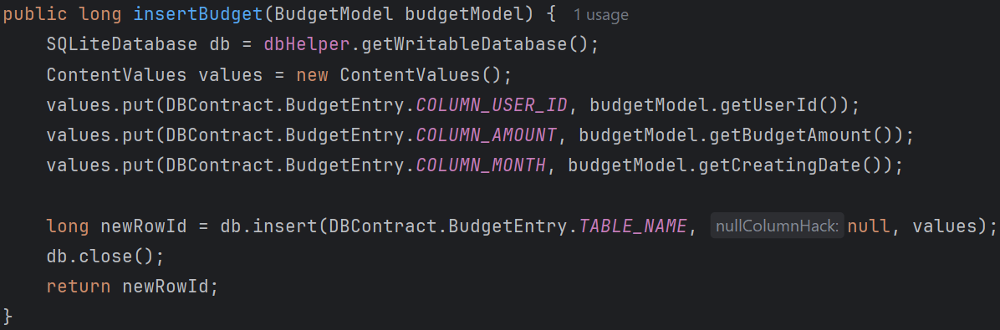 public long insertBudget(BudgetModel budgetModel) { 1 usage
    SQLiteDatabase db = dbHelper.getWritableDatabase();
    ContentValues values = new ContentValues();
    values.put(DBContract.BudgetEntry.COLUMN_USER_ID, budgetModel.getUserId());
    values.put(DBContract.BudgetEntry.COLUMN_AMOUNT, budgetModel.getBudgetAmount());
    values.put(DBContract.BudgetEntry.COLUMN_MONTH, budgetModel.getCreatingDate());

    long newRowId = db.insert(DBContract.BudgetEntry.TABLE_NAME, nullColumnHack: null, values);
    db.close();
    return newRowId;
}